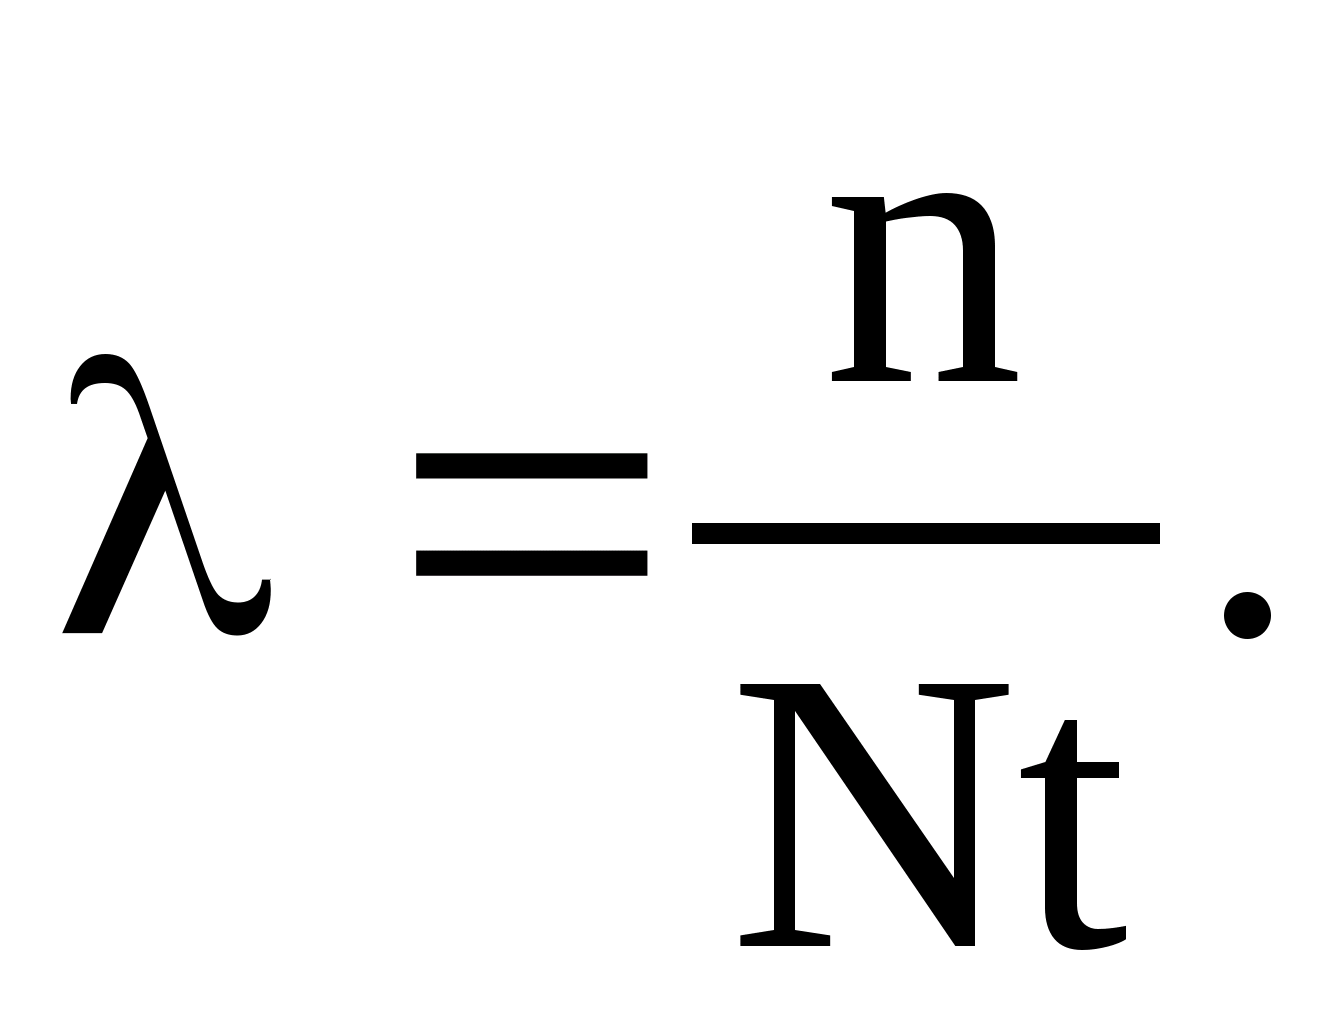 λ = n/Nt.